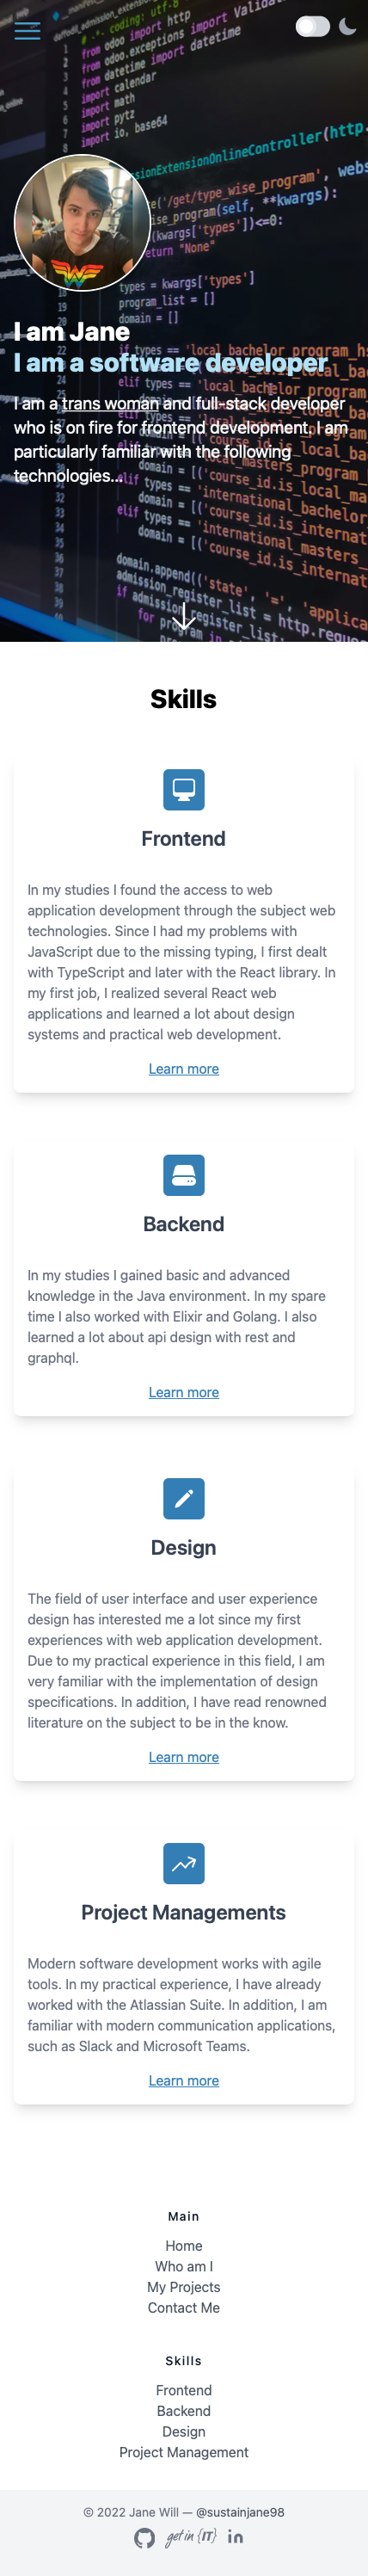 I am Jane
I am a software developer
I am a trans woman and full-stack developer
who is on fire for frontend development. I am
particularly familiar with the following
technologies...
Skills
Frontend
In my studies I found the access to web
application development through the subject web
technologies. Since I had my problems with
JavaScript due to the missing typing, I first dealt
with TypeScript and later with the React library. In
my first job, I realized several React web
applications and learned a lot about design
systems and practical web development.
Learn more
Backend
In my studies I gained basic and advanced
knowledge in the Java environment. In my spare
time I also worked with Elixir and Golang. I also
learned a lot about api design with rest and
graphql.
Learn more
Design
The field of user interface and user experience
design has interested me a lot since my first
experiences with web application development.
Due to my practical experience in this field, I am
very familiar with the implementation of design
specifications. In addition, I have read renowned
literature on the subject to be in the know.
Learn more
Project Managements
Modern software development works with agile
tools. In my practical experience, I have already
worked with the Atlassian Suite. In addition, I am
familiar with modern communication applications,
such as Slack and Microsoft Teams.
Learn more
Main
Home
Who am I
My Projects
Contact Me
Skills
Frontend
Backend
Design
Project Management
© 2022 Jane Will — @sustainjane98
get in {IT} in